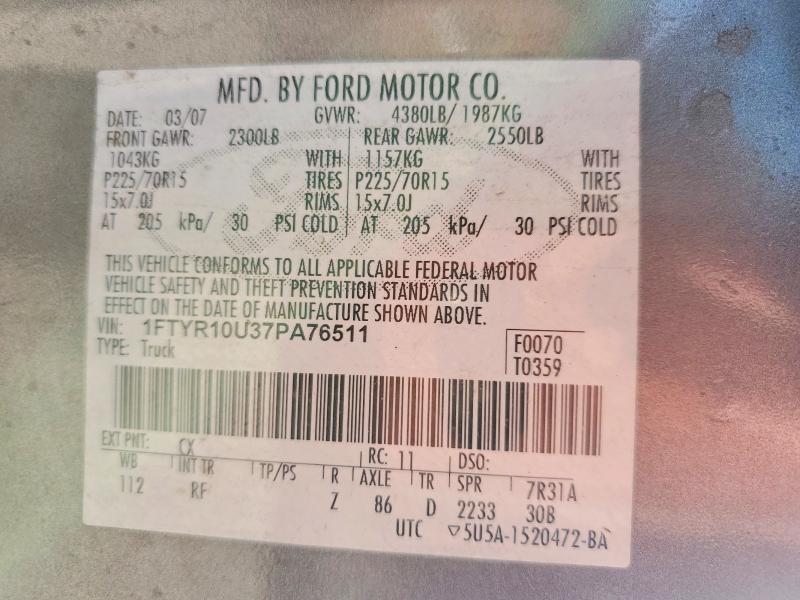 MFD. BY FORD MOTOR CO.
DATE: 03/07 GVWR: 4380LB/ 1987KG
FRONT GAWR: 2300LB REAR GAWR: 2550LB
1043KG WITH 1157KG WITH
P225/70R15 TIRES P225/70R15 TIRES
15x7.0J RIMS 15x7.0J RIMS
AT 205 kPa/ 30 PSI COLD AT 205 kPa/ 30 PSI COLD
THIS VEHICLE CONFORMS TO ALL APPLICABLE FEDERAL MOTOR
VEHICLE SAFETY AND THEFT PREVENTION STANDARDS IN
EFFECT ON THE DATE OF MANUFACTURE SHOWN ABOVE.
VIN: 1FTYR10U37PA76511
TYPE: Truck
F0070
T0359
EXT PNT: CX RC: 11 DSO:
WB INT TR TP/PS R AXLE TR SPR 7R31A
112 RF Z 86 D 2233 30B
UTC ▽5U5A-1520472-BA
Ford